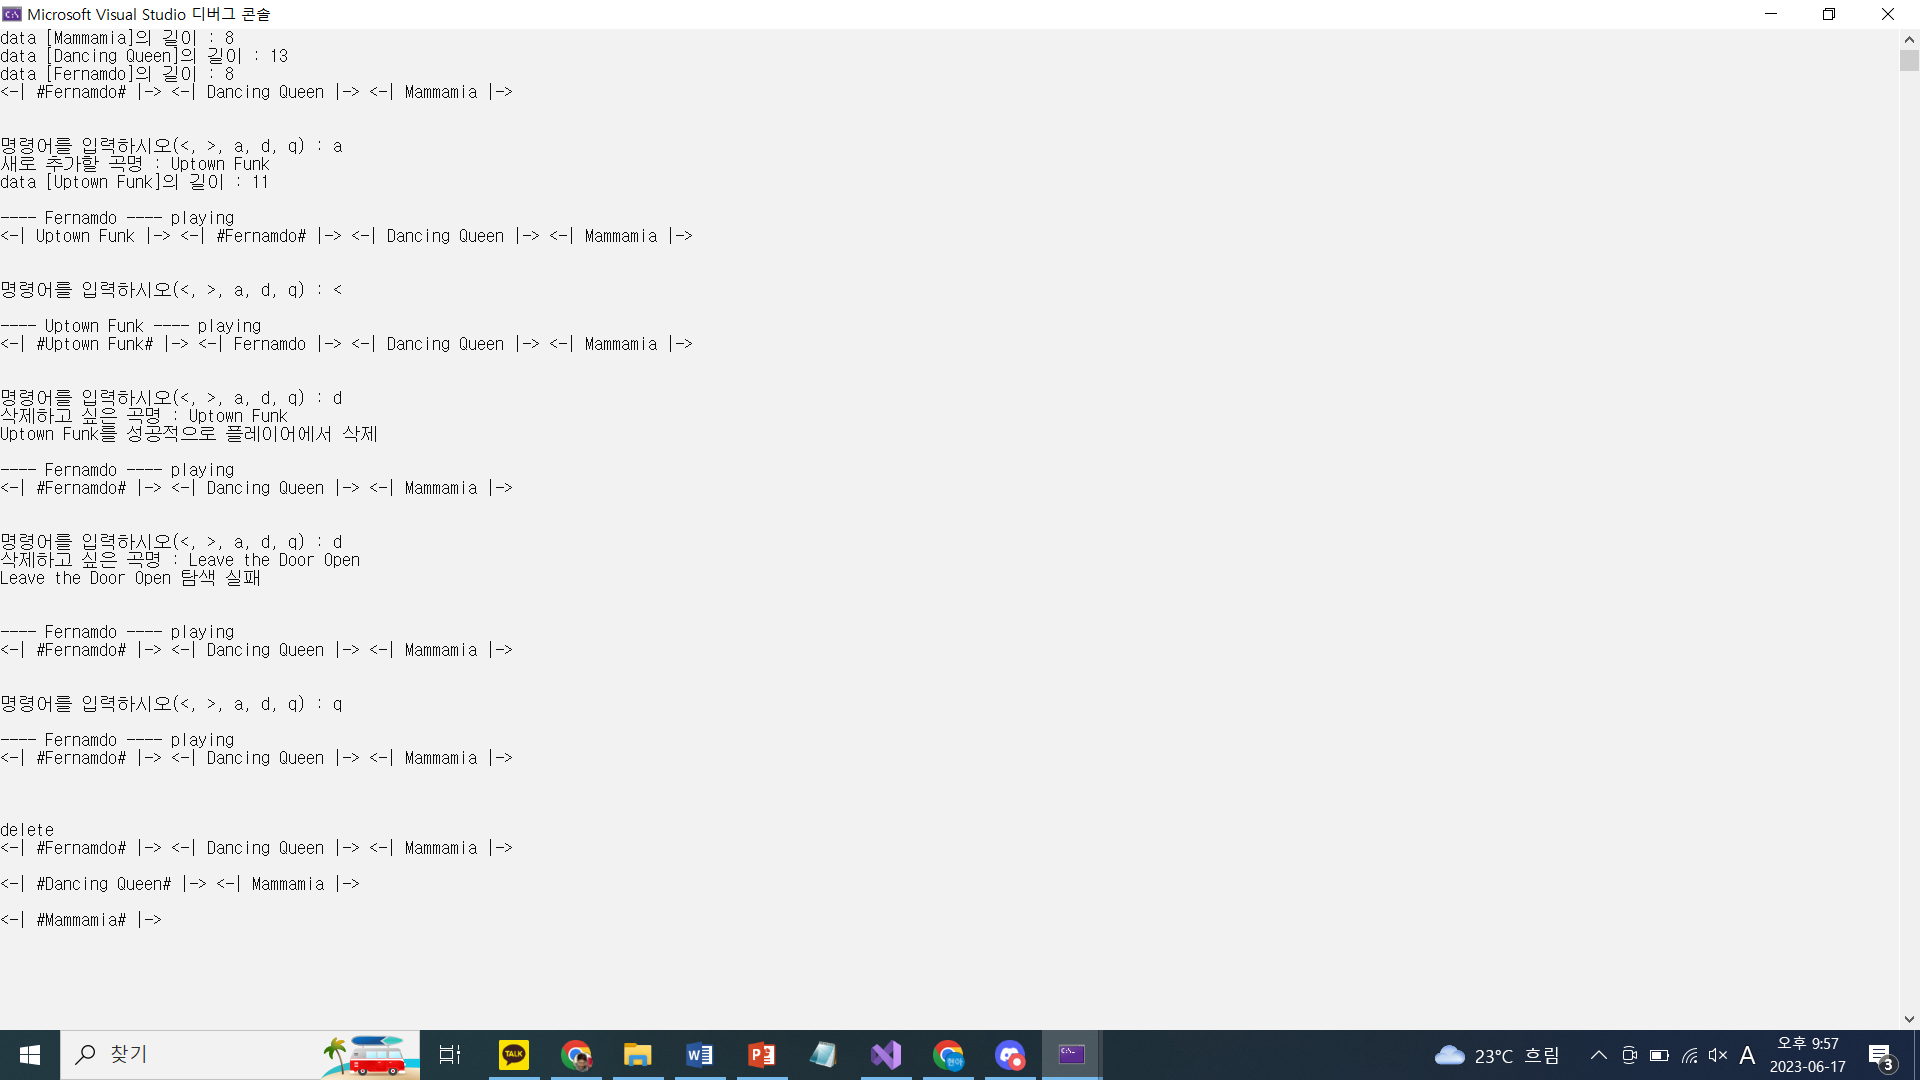 Microsoft Visual Studio 디버그 콘솔
data [Mammamia]의 길이 : 8
data [Dancing Queen]의 길이 : 13
data [Fernamdo]의 길이 : 8
<-| #Fernamdo# |-> <-| Dancing Queen |-> <-| Mammamia |->
명령어를 입력하시오(<, >, a, d, q) : a
새로 추가할 곡명 : Uptown Funk
data [Uptown Funk]의 길이 : 11
---- Fernamdo ---- playing
<-| Uptown Funk |-> <-| #Fernamdo# |-> <-| Dancing Queen |-> <-| Mammamia |->
명령어를 입력하시오(<, >, a, d, q) : <
---- Uptown Funk ---- playing
<-| #Uptown Funk# |-> <-| Fernamdo |-> <-| Dancing Queen |-> <-| Mammamia |->
명령어를 입력하시오(<, >, a, d, q) : d
삭제하고 싶은 곡명 : Uptown Funk
Uptown Funk를 성공적으로 플레이어에서 삭제
---- Fernamdo ---- playing
<-| #Fernamdo# |-> <-| Dancing Queen |-> <-| Mammamia |->
명령어를 입력하시오(<, >, a, d, q) : d
삭제하고 싶은 곡명 : Leave the Door Open
Leave the Door Open 탐색 실패
---- Fernamdo ---- playing
<-| #Fernamdo# |-> <-| Dancing Queen |-> <-| Mammamia |->
명령어를 입력하시오(<, >, a, d, q) : q
---- Fernamdo ---- playing
<-| #Fernamdo# |-> <-| Dancing Queen |-> <-| Mammamia |->
delete
<-| #Fernamdo# |-> <-| Dancing Queen |-> <-| Mammamia |->
<-| #Dancing Queen# |-> <-| Mammamia |->
<-| #Mammamia# |->
찾기
TALK
현아
23°C 흐림
A
오후 9:57
2023-06-17
3